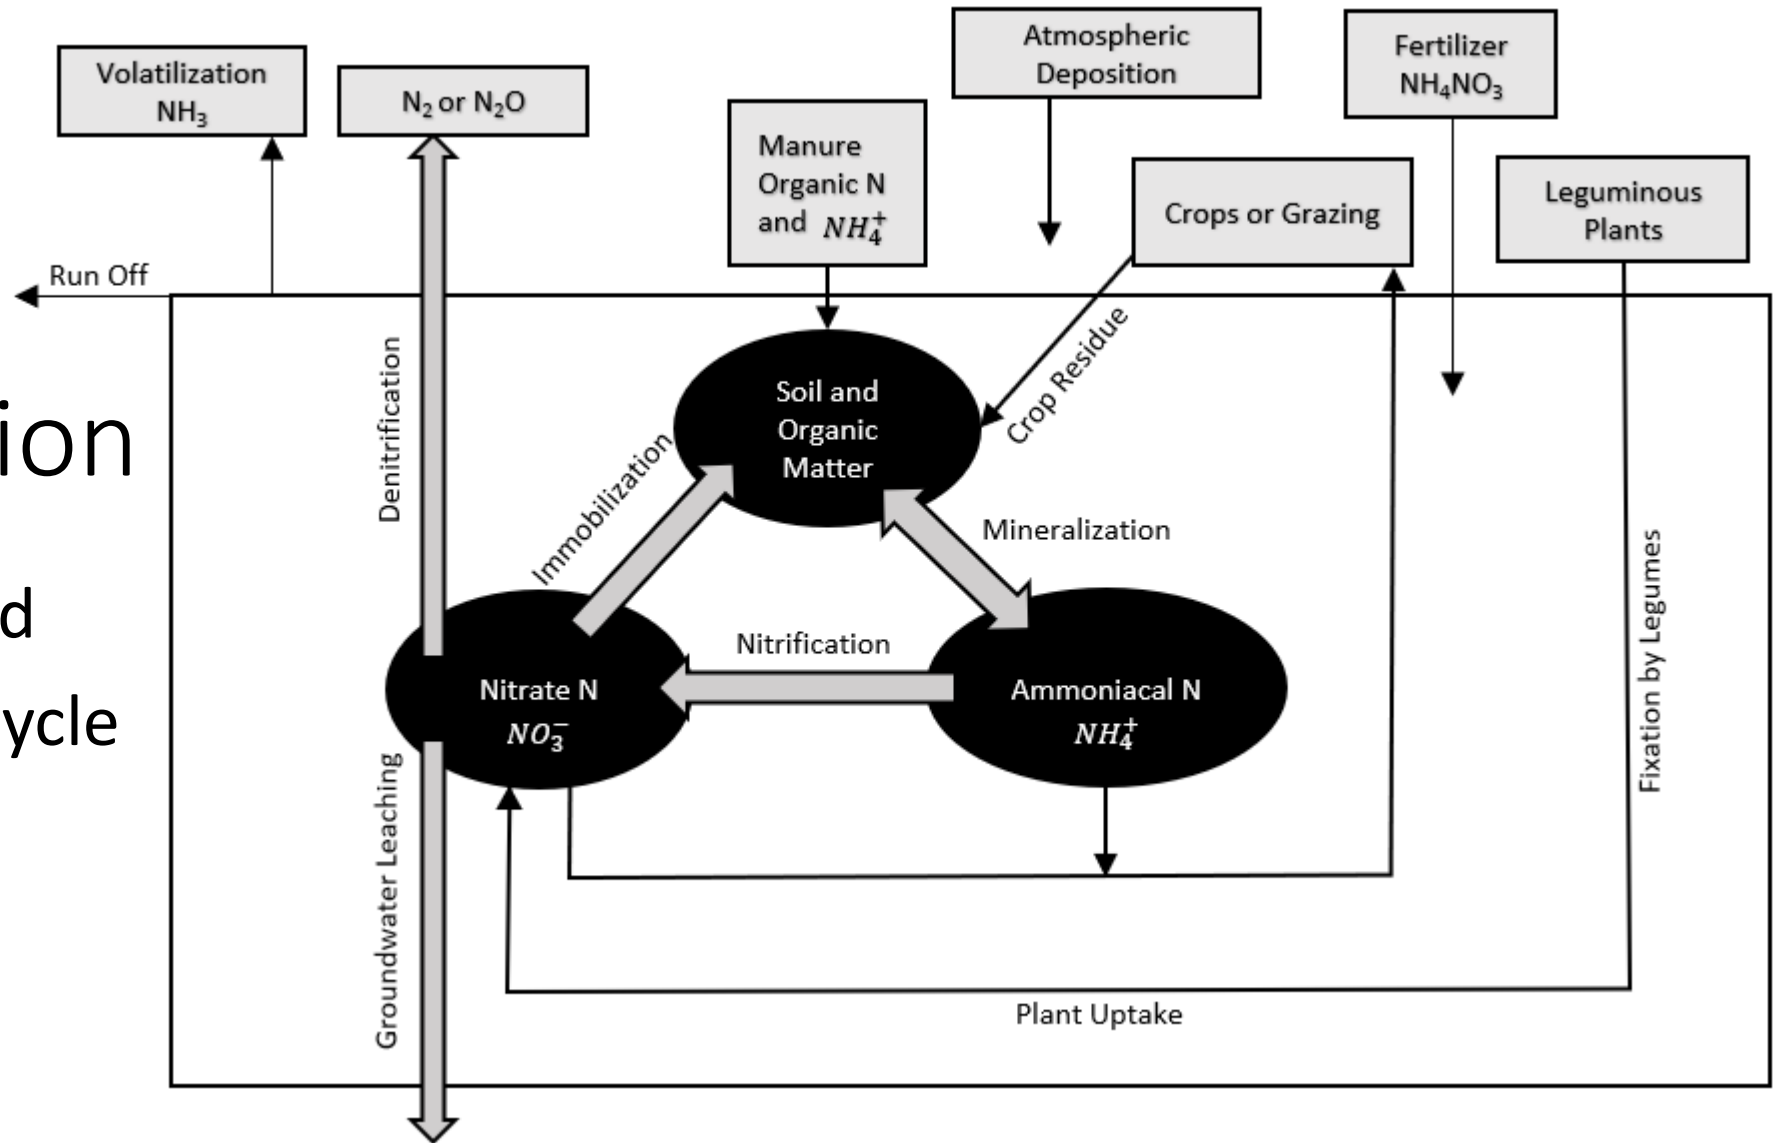 Volatilization
NH₃
N₂ or N₂O
Manure
Organic N
and NH₄⁺
Atmospheric
Deposition
Fertilizer
NH₄NO₃
Crops or Grazing
Leguminous
Plants
Run Off
Denitrification
Crop Residue
Soil and
Organic
Matter
ion
d
ycle
Immobilization
Mineralization
Nitrification
Nitrate N
NO₃⁻
Ammoniacal N
NH₄⁺
Fixation by Legumes
Groundwater Leaching
Plant Uptake